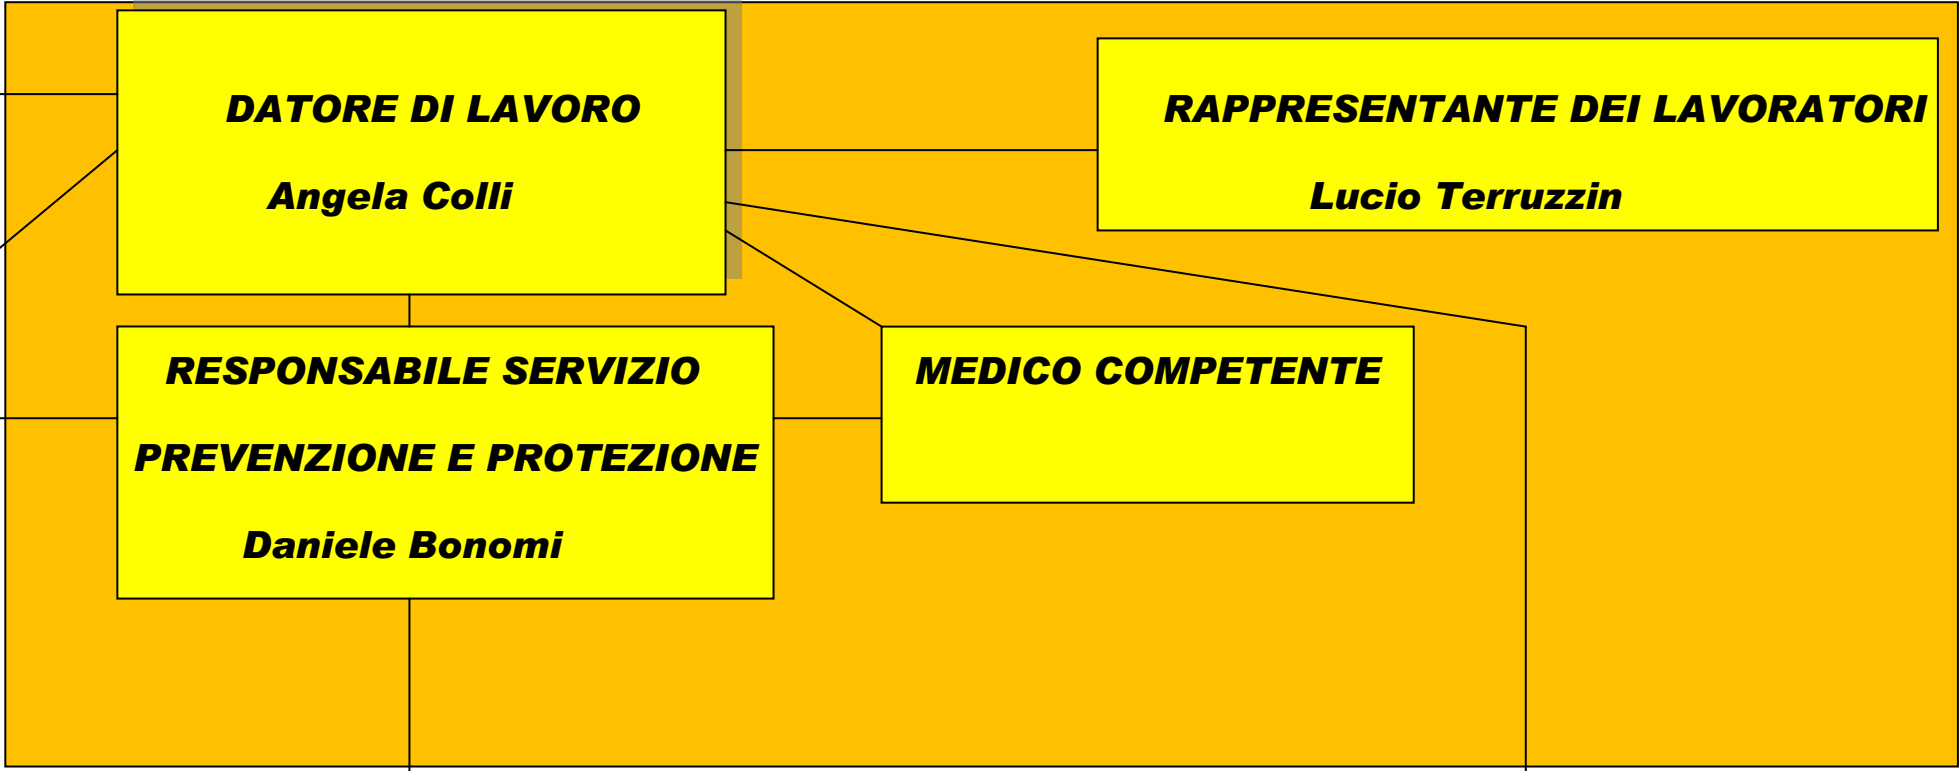 DATORE DI LAVORO
Angela Colli
RAPPRESENTANTE DEI LAVORATORI
Lucio Terruzzin
RESPONSABILE SERVIZIO
PREVENZIONE E PROTEZIONE
Daniele Bonomi
MEDICO COMPETENTE